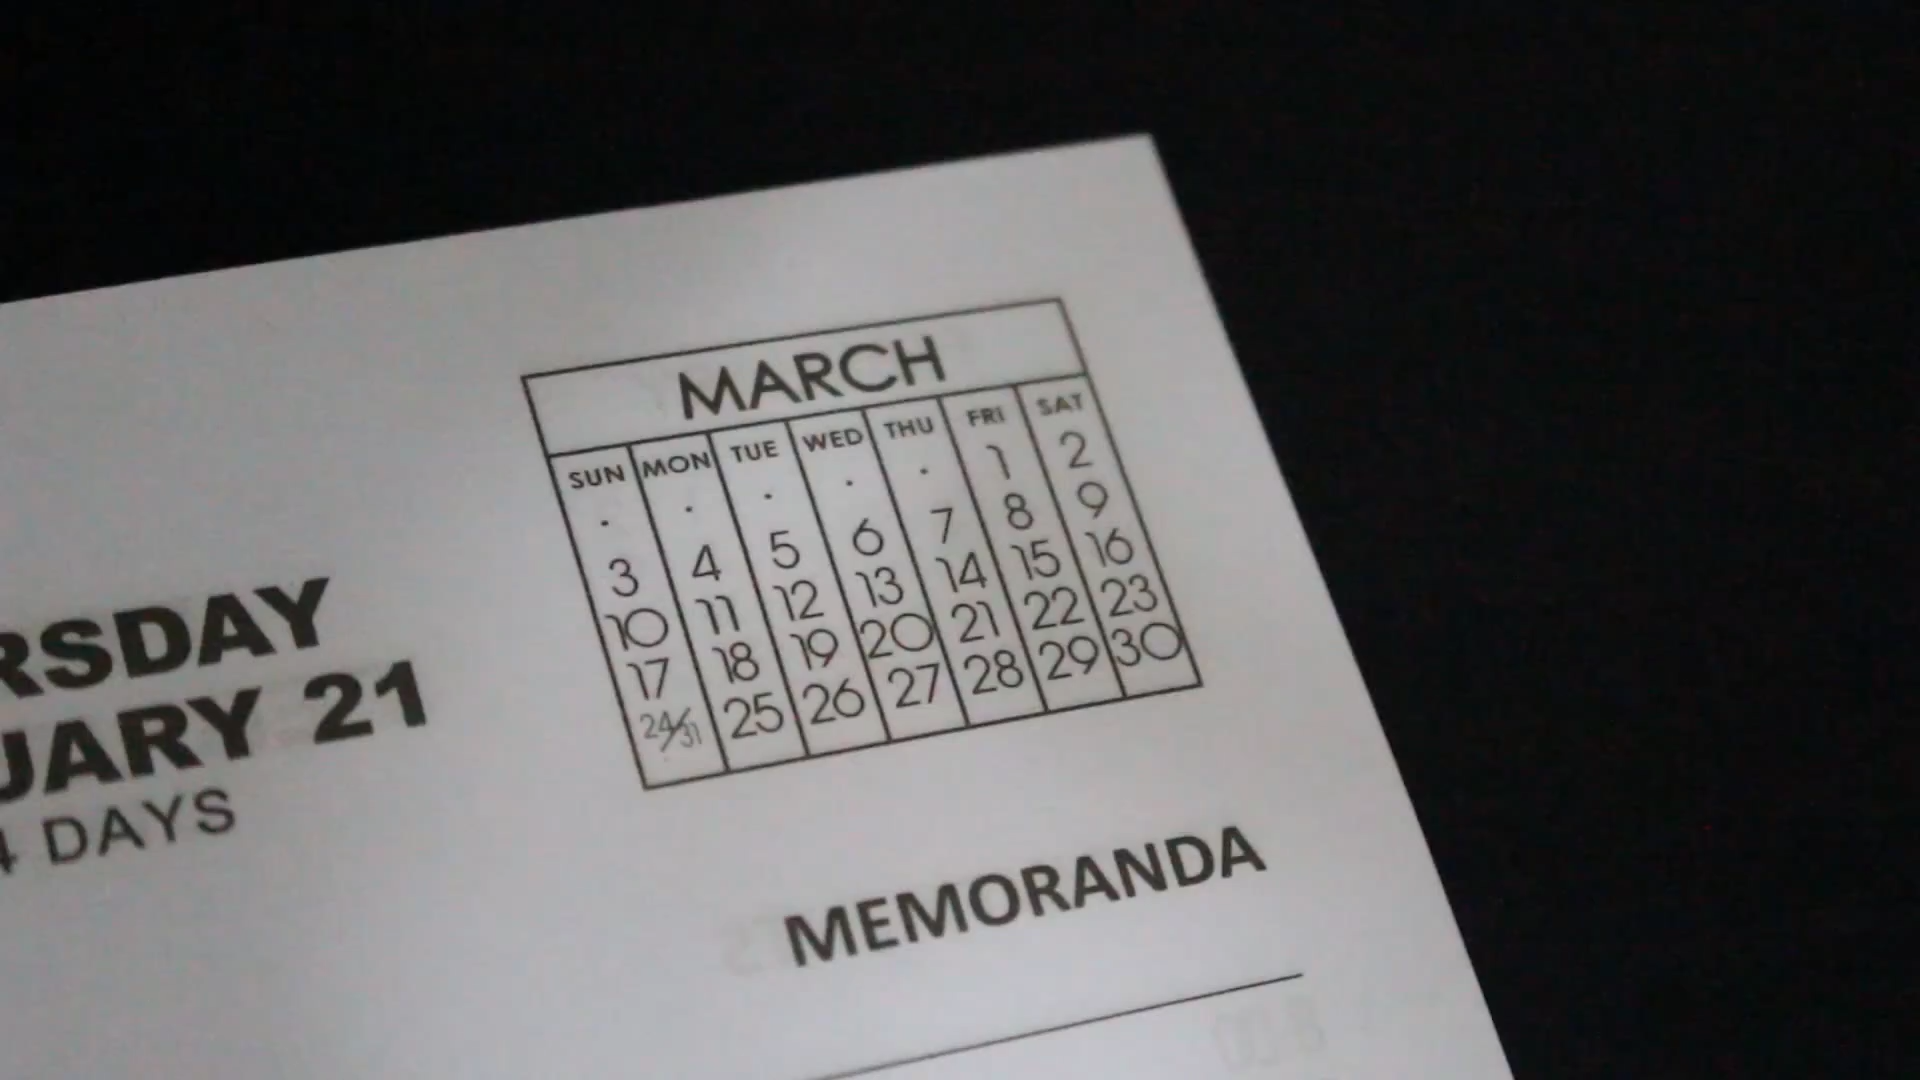 MARCH
SUN MON TUE WED THU FRI SAT
. . . . . 1 2
3 4 5 6 7 8 9
10 11 12 13 14 15 16
17 18 19 20 21 22 23
24/31 25 26 27 28 29 30
RSDAY
UARY 21
4 DAYS
MEMORANDA